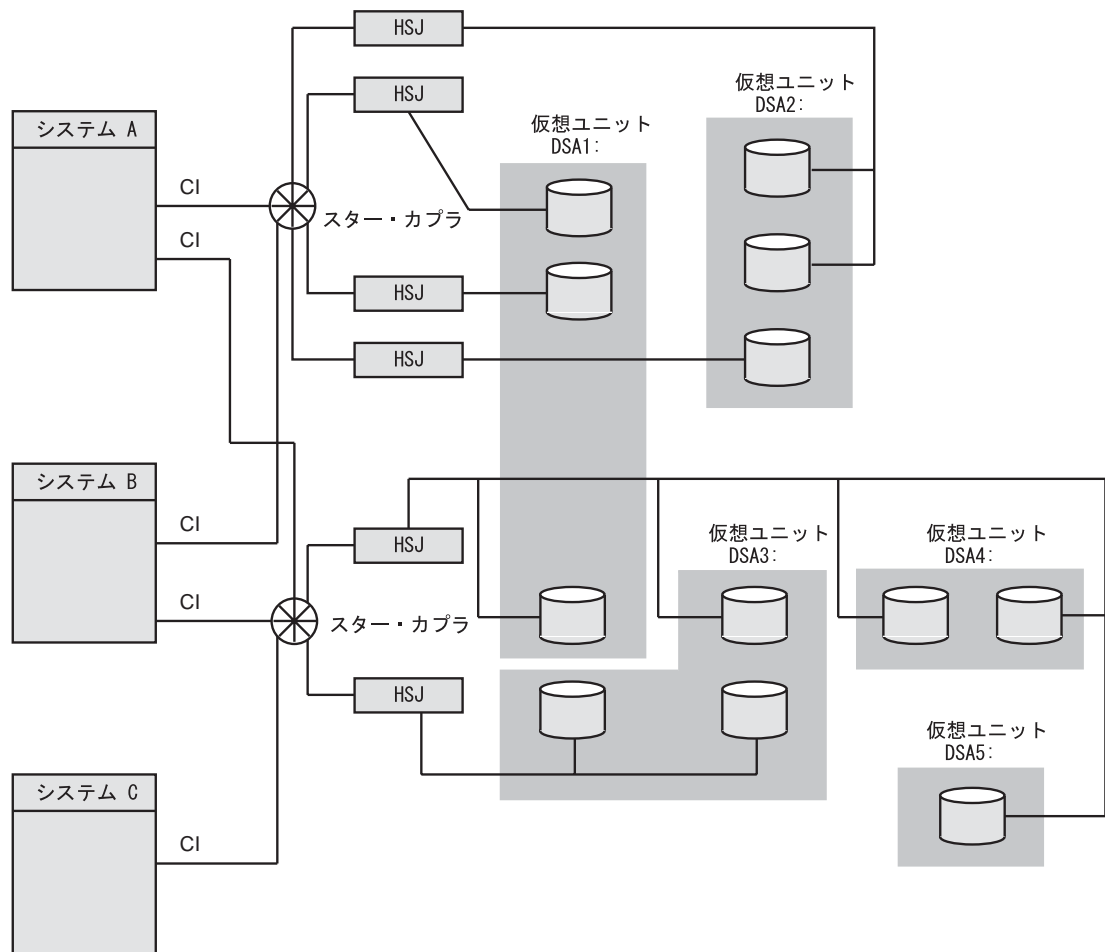 HSJ
HSJ
仮想ユニット
DSA2:
システム A
仮想ユニット
DSA1:
CI
スター・カプラ
CI
HSJ
HSJ
システム B
CI
HSJ
仮想ユニット
DSA3:
仮想ユニット
DSA4:
CI
スター・カプラ
HSJ
仮想ユニット
DSA5:
システム C
CI